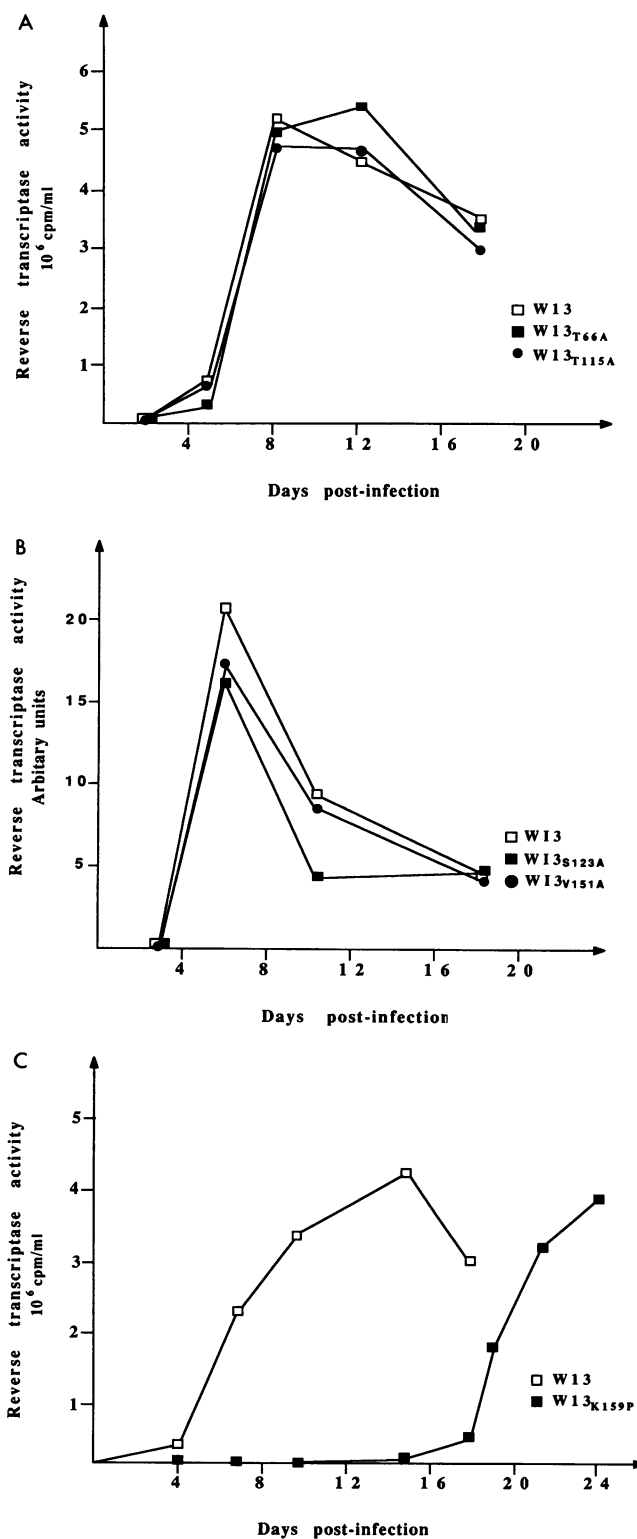 A
Reverse transcriptase activity
10⁶ cpm/ml
6
5
4
3
2
1
4 8 12 16 20
Days post-infection
W13
W13T66A
W13T115A
B
Reverse transcriptase activity
Arbitary units
20
15
10
5
4 8 12 16 20
Days post-infection
WI3
WI3S123A
WI3V151A
C
Reverse transcriptase activity
10⁶ cpm/ml
5
4
3
2
1
4 8 12 16 20 24
Days post-infection
W13
W13K159P